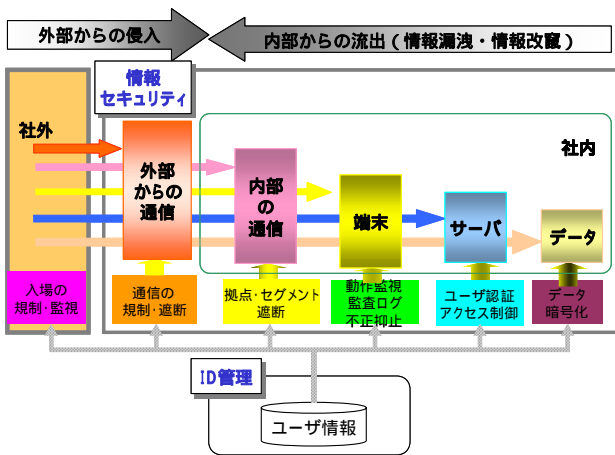 外部からの侵入
内部からの流出(情報漏洩・情報改竄)
情報
セキュリティ
社外
社内
外部
からの
通信
内部
の
通信
端末
サーバ
データ
入場の
規制・監視
通信の
規制・遮断
拠点・セグメント
遮断
動作監視
監査ログ
不正抑止
ユーザ認証
アクセス制御
データ
暗号化
ID管理
ユーザ情報